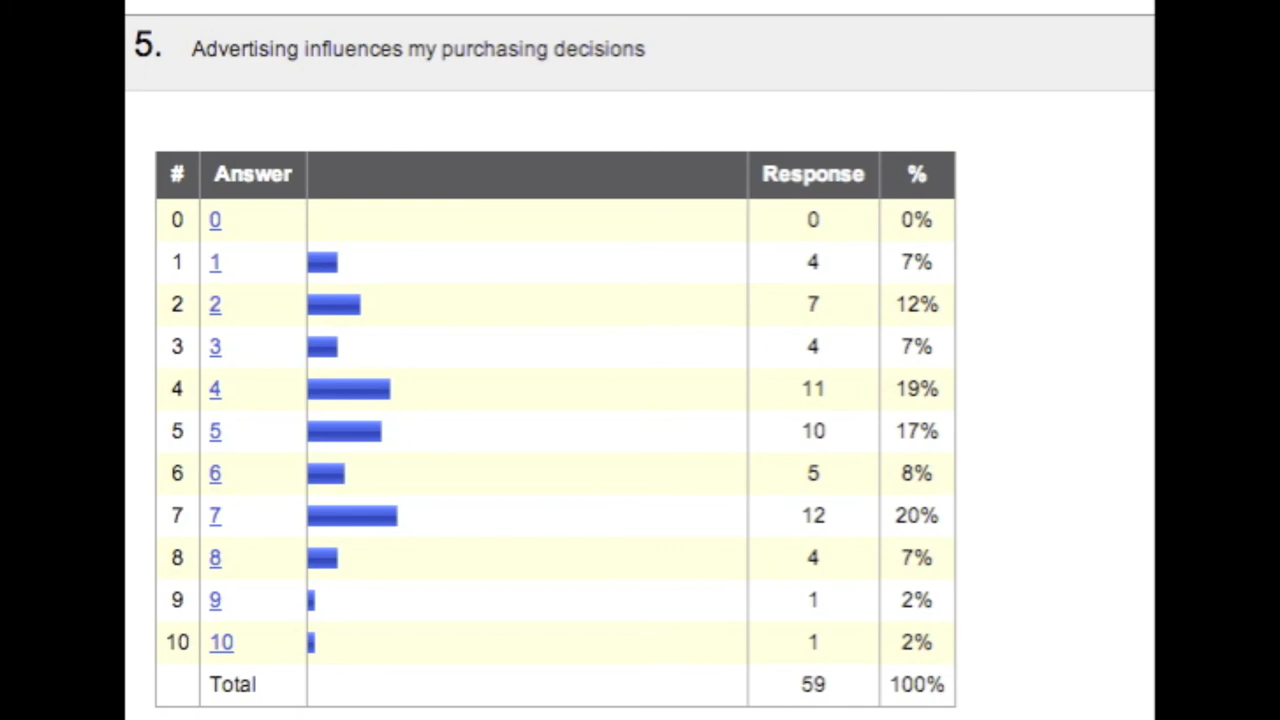 5. Advertising influences my purchasing decisions
# Answer Response %
0 0 0 0%
1 1 4 7%
2 2 7 12%
3 3 4 7%
4 4 11 19%
5 5 10 17%
6 6 5 8%
7 7 12 20%
8 8 4 7%
9 9 1 2%
10 10 1 2%
Total 59 100%